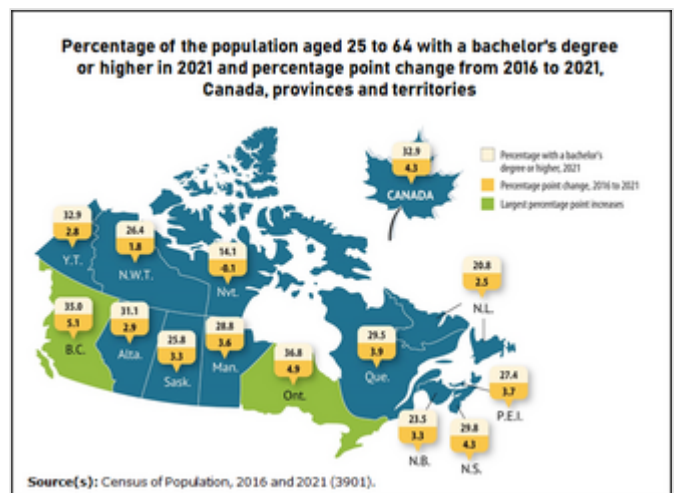 Percentage of the population aged 25 to 64 with a bachelor's degree
or higher in 2021 and percentage point change from 2016 to 2021,
Canada, provinces and territories
32.9
4.3
CANADA
Percentage with a bachelor's
degree or higher, 2021
Percentage point change, 2016 to 2021
Largest percentage point increases
32.9
2.8
Y.T.
26.4
1.8
N.W.T.
14.1
-0.1
Nvt.
20.8
2.5
N.L.
35.0
5.1
B.C.
31.1
2.9
Alta.
25.8
3.3
Sask.
28.8
3.6
Man.
36.8
4.9
Ont.
29.5
3.9
Que.
27.4
3.7
P.E.I.
23.5
3.3
N.B.
29.8
4.3
N.S.
Source(s): Census of Population, 2016 and 2021 (3901).